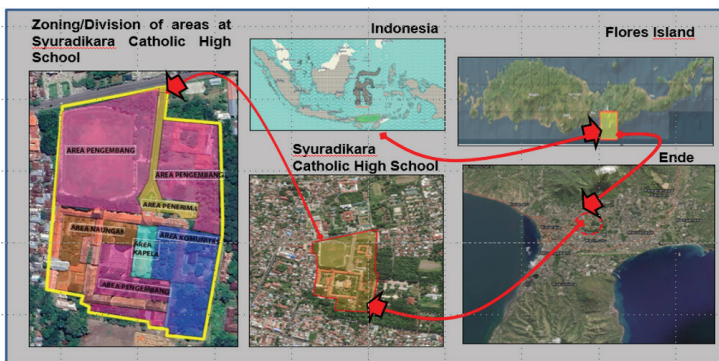 Zoning/Division of areas at
Syuradikara Catholic High
School
Indonesia
Flores Island
AREA PENGEMBANG
AREA PENGEMBANG
AREA PENERIMA
AREA NAUNGAS
AREA KOMUNITAS
AREA
KAPELA
AREA PENGEMBANG
Syuradikara
Catholic High School
Ende